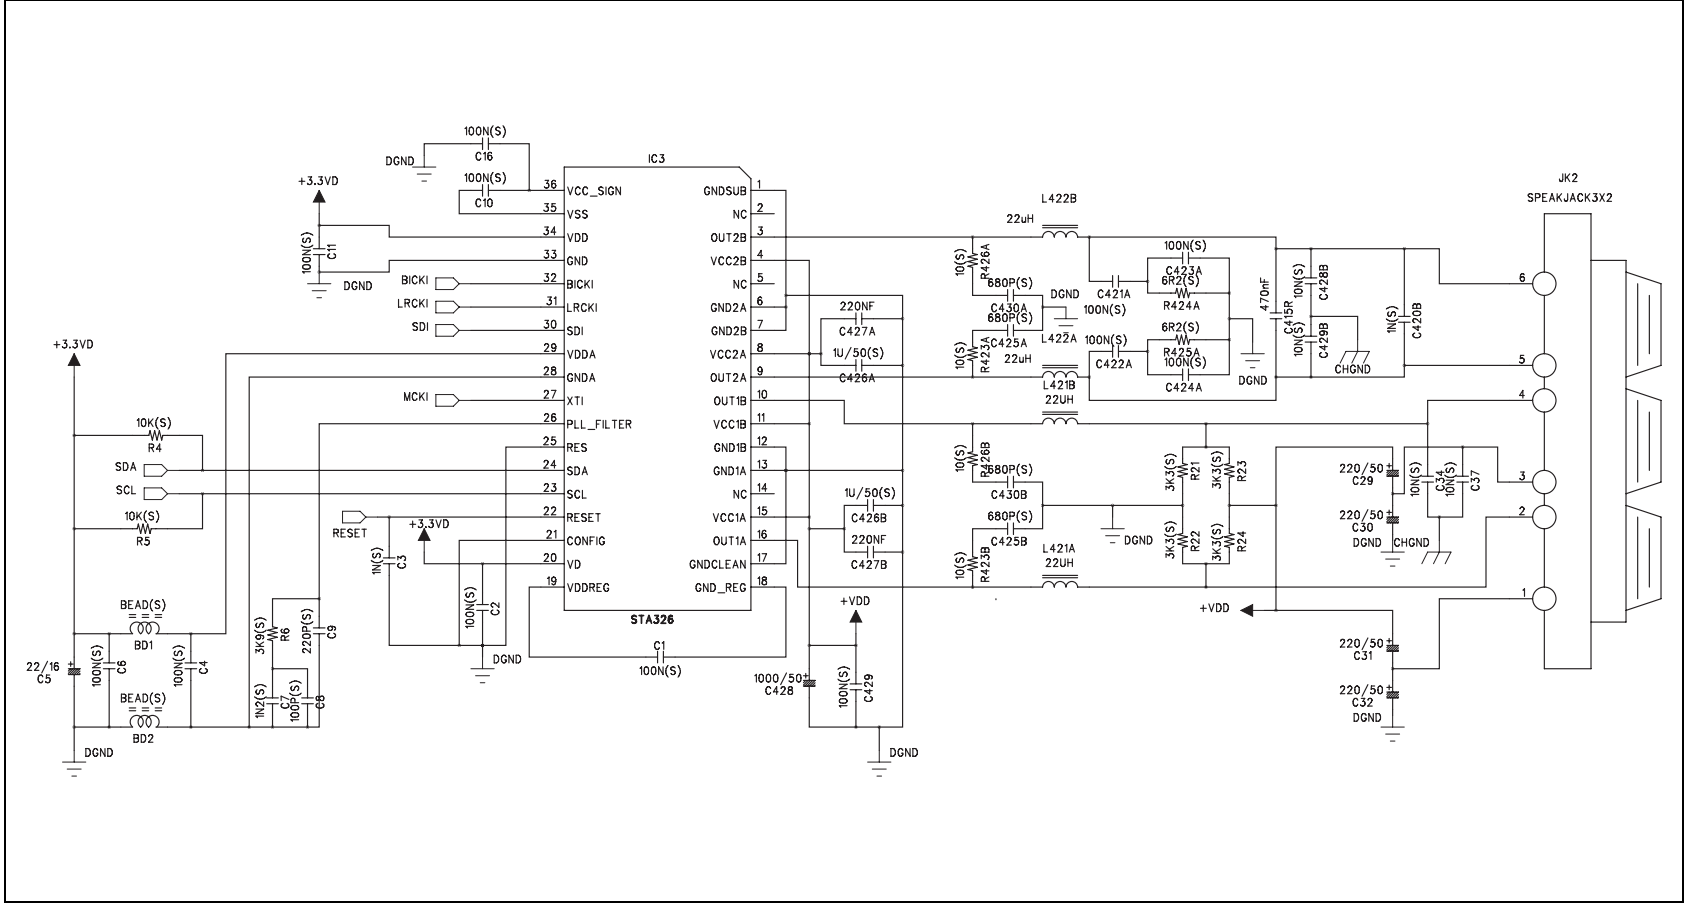 100N(S)
C16
DGND
+3.3VD
100N(S)
C10
100N(S)
C11
DGND
BICKI
LRCKI
SDI
MCKI
IC3
36 VCC_SIGN
35 VSS
34 VDD
33 GND
32 BICKI
31 LRCKI
30 SDI
29 VDDA
28 GNDA
27 XTI
26 PLL_FILTER
25 RES
24 SDA
23 SCL
22 RESET
21 CONFIG
20 VD
19 VDDREG
GNDSUB 1
NC 2
OUT2B 3
VCC2B 4
NC 5
GND2A 6
GND2B 7
VCC2A 8
OUT2A 9
OUT1B 10
VCC1B 11
GND1B 12
GND1A 13
NC 14
VCC1A 15
OUT1A 16
GNDCLEAN 17
GND_REG 18
STA326
+3.3VD
10K(S)
R4
SDA
SCL
10K(S)
R5
RESET
1N(S)
C3
+3.3VD
100N(S)
C2
DGND
C1
100N(S)
BEAD(S)
BD1
22/16
C5
100N(S)
C6
100N(S)
C4
BEAD(S)
BD2
DGND
3K9(S)
R6
220P(S)
C9
1N2(S)
C7
100P(S)
C8
220NF
C427A
1U/50(S)
C426A
1U/50(S)
C426B
220NF
C427B
+VDD
1000/50
C428
100N(S)
C429
DGND
L422B
22uH
10(S)
R426A
680P(S)
C430A
DGND
680P(S)
C425A
10(S)
R423A
L422A
22uH
C421A
100N(S)
100N(S)
C423A
6R2(S)
R424A
100N(S)
C422A
6R2(S)
R425A
100N(S)
C424A
DGND
470nF
C415R
10N(S)
C428B
10N(S)
C429B
CHGND
1N(S)
C420B
L421B
22UH
10(S)
R426B
680P(S)
C430B
680P(S)
C425B
10(S)
R423B
DGND
L421A
22UH
3K3(S)
R21
3K3(S)
R23
3K3(S)
R22
3K3(S)
R24
220/50
C29
220/50
C30
DGND
10N(S)
C34
10N(S)
C37
CHGND
+VDD
220/50
C31
220/50
C32
DGND
JK2
SPEAKJACK3X2
6
5
4
3
2
1